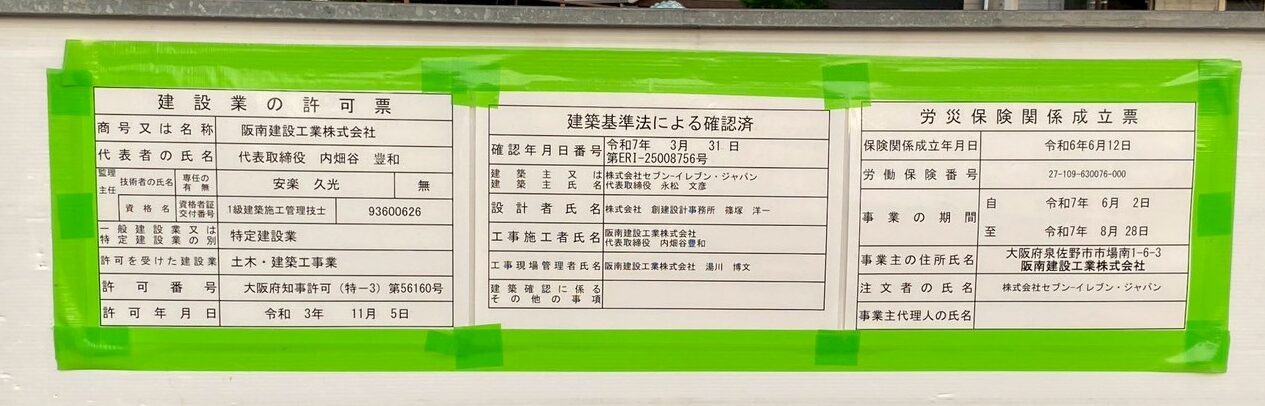 建設業の許可票
商号又は名称 阪南建設工業株式会社
代表者の氏名 代表取締役 内畑谷 豊和
監理
主任 技術者の氏名 専任の
有無 安楽 久光 無
資格名 資格者証
交付番号 1級建築施工管理技士 93600626
一般建設業又は
特定建設業の別 特定建設業
許可を受けた建設業 土木・建築工事業
許可番号 大阪府知事許可(特ー3)第56160号
許可年月日 令和 3年 11月 5日
建築基準法による確認済
確認年月日番号 令和7年 3月 31日
第ERI-25008756号
建築主又は
建築主氏名 株式会社セブン-イレブン・ジャパン
代表取締役 永松 文彦
設計者氏名 株式会社 創建設計事務所 篠塚 洋一
工事施工者氏名 阪南建設工業株式会社
代表取締役 内畑谷豊和
工事現場管理者氏名 阪南建設工業株式会社 湯川 博文
建築確認に係る
その他の事項
労災保険関係成立票
保険関係成立年月日 令和6年6月12日
労働保険番号 27-109-630076-000
事業の期間 自 令和7年 6月 2日
至 令和7年 8月 28日
事業主の住所氏名 大阪府泉佐野市市場南1-6-3
阪南建設工業株式会社
注文者の氏名 株式会社セブン-イレブン・ジャパン
事業主代理人の氏名